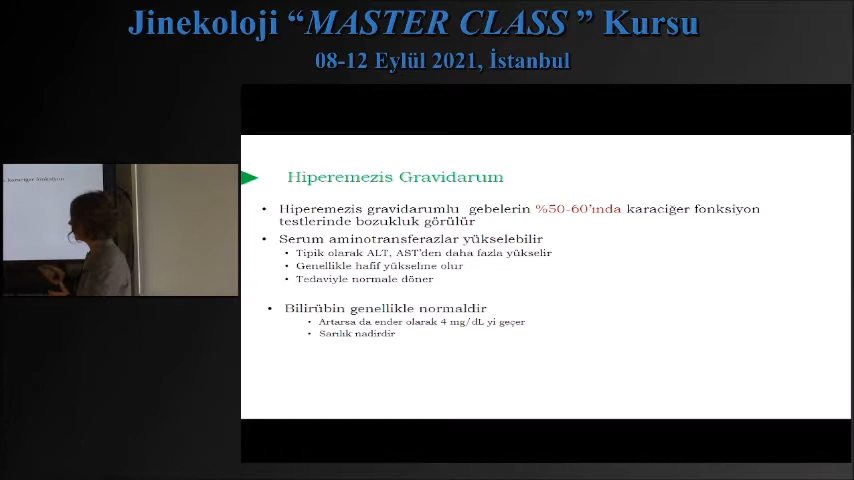 Jinekoloji “MASTER CLASS ” Kursu
08-12 Eylül 2021, İstanbul
Hiperemezis Gravidarum
• Hiperemezis gravidarumlu gebelerin %50-60’ında karaciğer fonksiyon
testlerinde bozukluk görülür
• Serum aminotransferazlar yükselebilir
• Tipik olarak ALT, AST’den daha fazla yükselir
• Genellikle hafif yükselme olur
• Tedaviyle normale döner
• Bilirübin genellikle normaldir
• Artarsa da ender olarak 4 mg/dL yi geçer
• Sarılık nadirdir